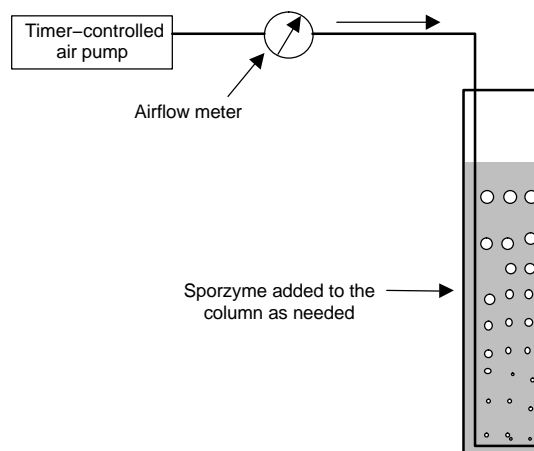 Timer–controlled
air pump
Airflow meter
Sporzyme added to the
column as needed